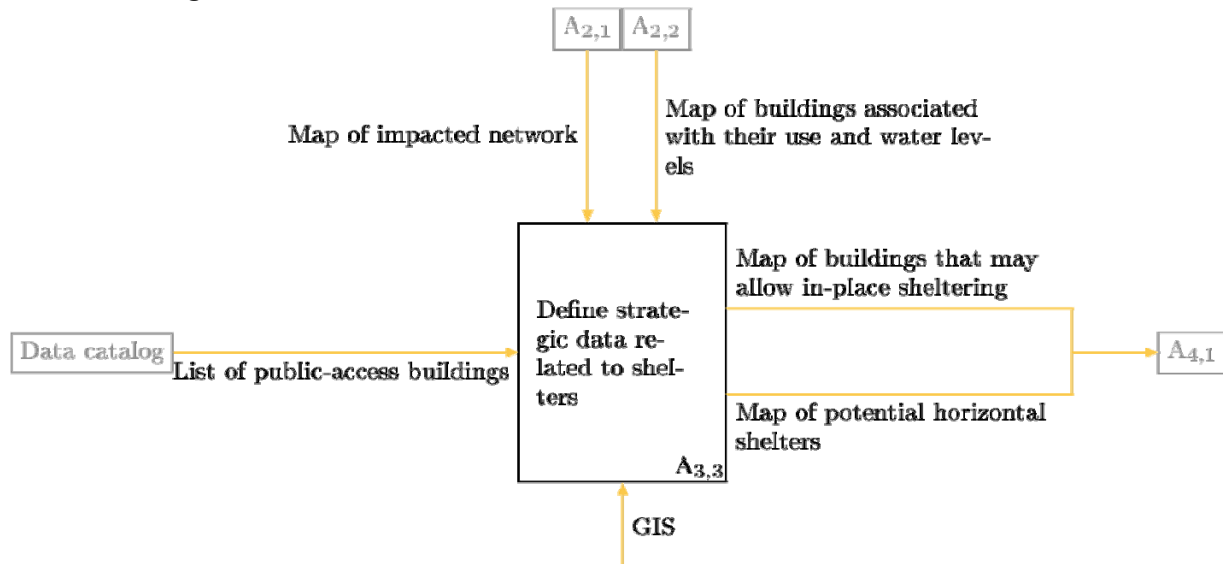 A2,1 A2,2
Map of impacted network
Map of buildings associated
with their use and water lev-
els
Data catalog
List of public-access buildings
Define strate-
gic data re-
lated to shel-
ters
A3,3
Map of buildings that may
allow in-place sheltering
Map of potential horizontal
shelters
A4,1
GIS